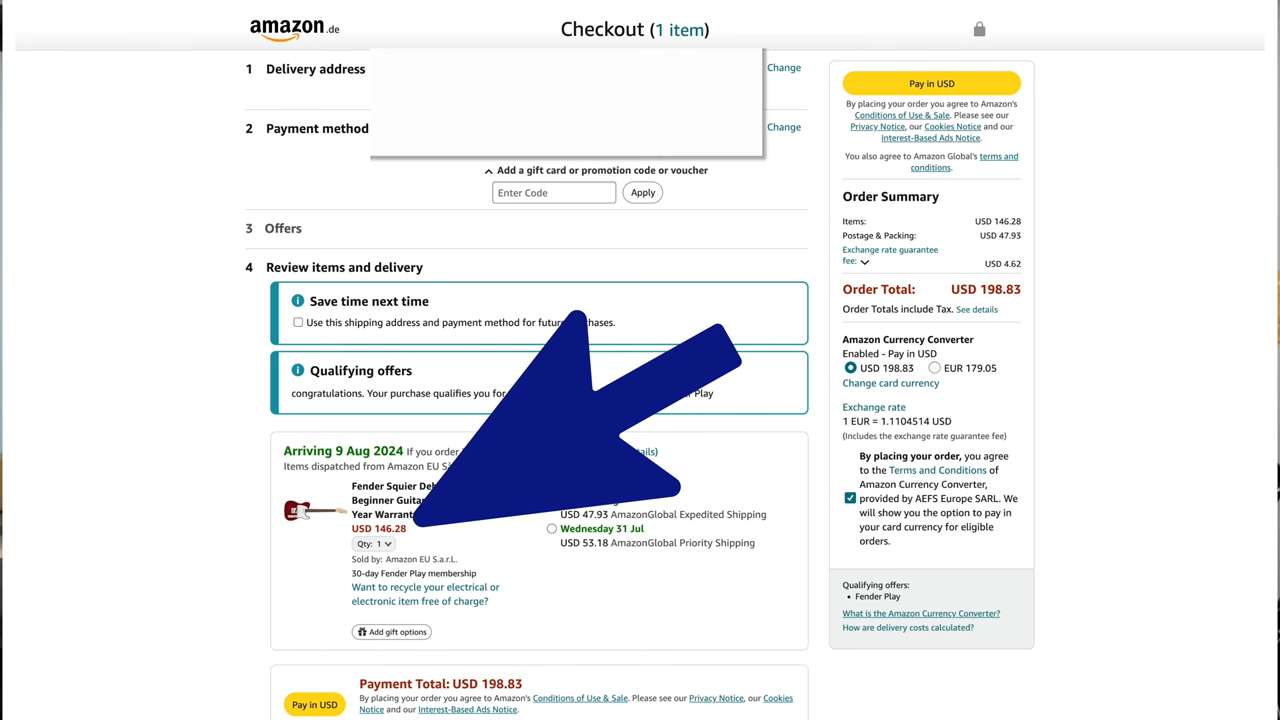 amazon.de
Checkout (1 item)
1 Delivery address
Change
2 Payment method
Change
Add a gift card or promotion code or voucher
Enter Code
Apply
3 Offers
4 Review items and delivery
Save time next time
Use this shipping address and payment method for
Qualifying offers
congratulations. Your purchase qualifies you for
Play
Arriving 9 Aug 2024 If you order
Items dispatched from Amazon EU
Fender Squier
Beginner
Year
USD 146.28
Qty: 1
Sold by: Amazon EU S.a.r.L.
30-day Fender Play membership
Want to recycle your electrical or
electronic item free of charge?
Add gift options
USD 47.93 AmazonGlobal Expedited Shipping
Wednesday 31 Jul
USD 53.18 AmazonGlobal Priority Shipping
Payment Total: USD 198.83
Pay in USD
By placing your order you agree to Amazon's Conditions of Use & Sale. Please see our Privacy Notice, our Cookies
Notice and our Interest-Based Ads Notice.
Pay in USD
By placing your order you agree to Amazon's
Conditions of Use & Sale. Please see our
Privacy Notice, our Cookies Notice and our
Interest-Based Ads Notice.
You also agree to Amazon Global's terms and
conditions.
Order Summary
Items: USD 146.28
Postage & Packing: USD 47.93
Exchange rate guarantee
fee: USD 4.62
Order Total: USD 198.83
Order Totals include Tax. See details
Amazon Currency Converter
Enabled - Pay in USD
USD 198.83 EUR 179.05
Change card currency
Exchange rate
1 EUR = 1.1104514 USD
(Includes the exchange rate guarantee fee)
By placing your order, you agree
to the Terms and Conditions of
Amazon Currency Converter,
provided by AEFS Europe SARL. We
will show you the option to pay in
your card currency for eligible
orders.
Qualifying offers:
• Fender Play
What is the Amazon Currency Converter?
How are delivery costs calculated?